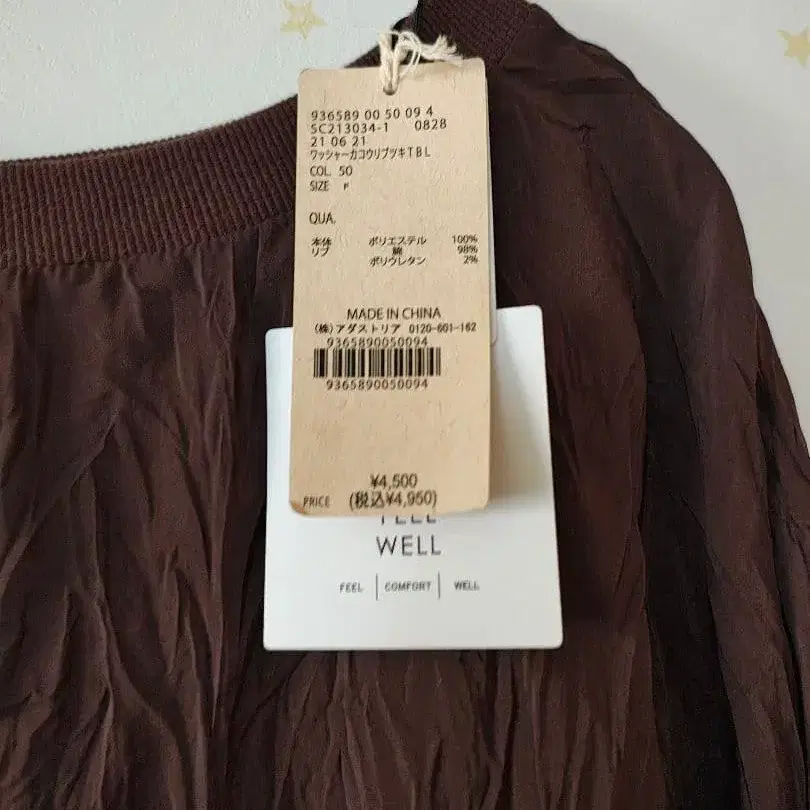 936589 00 50 09 4
SC213034-1 0828
21 06 21
ワッシャーカコウリブツキTBL
COL. 50
SIZE F
QUA.
本体 ポリエステル 100%
リブ 綿 98%
ポリウレタン 2%
MADE IN CHINA
(株)アダストリア 0120-601-162
9365890050094
9365890050094
¥4,500
PRICE (税込¥4,950)
FEEL
WELL
FEEL | COMFORT | WELL